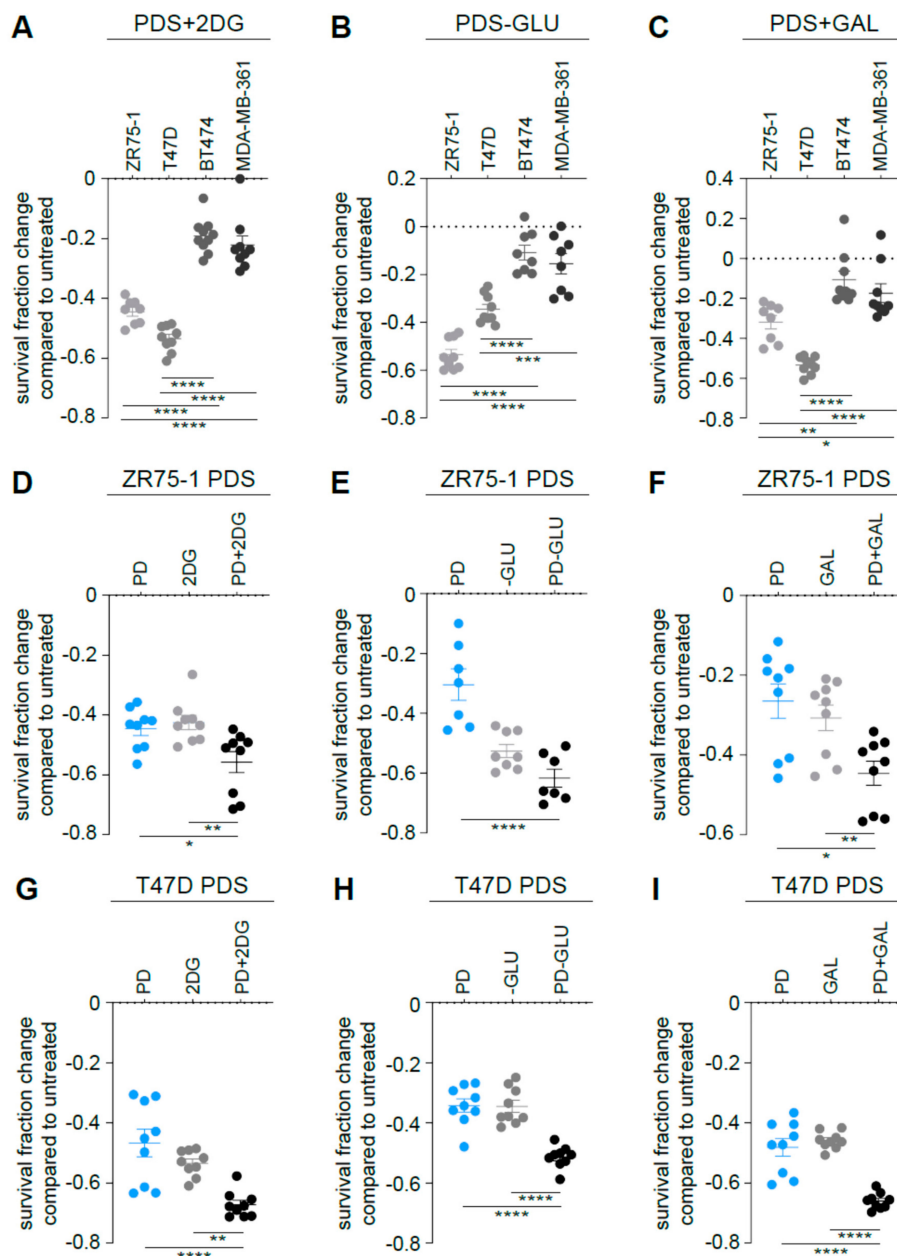 A PDS+2DG
B PDS-GLU
C PDS+GAL
ZR75-1 T47D BT474 MDA-MB-361
ZR75-1 T47D BT474 MDA-MB-361
ZR75-1 T47D BT474 MDA-MB-361
survival fraction change
compared to untreated
0
-0.2
-0.4
-0.6
-0.8
****
****
****
****
survival fraction change
compared to untreated
0.2
0
-0.2
-0.4
-0.6
-0.8
****
***
****
****
survival fraction change
compared to untreated
0.4
0.2
0
-0.2
-0.4
-0.6
-0.8
****
****
**
*
D ZR75-1 PDS
E ZR75-1 PDS
F ZR75-1 PDS
PD 2DG PD+2DG
PD -GLU PD-GLU
PD GAL PD+GAL
survival fraction change
compared to untreated
0
-0.2
-0.4
-0.6
-0.8
**
*
survival fraction change
compared to untreated
0
-0.2
-0.4
-0.6
-0.8
****
survival fraction change
compared to untreated
0
-0.2
-0.4
-0.6
**
*
G T47D PDS
H T47D PDS
I T47D PDS
PD 2DG PD+2DG
PD -GLU PD-GLU
PD GAL PD+GAL
survival fraction change
compared to untreated
0
-0.2
-0.4
-0.6
-0.8
**
****
survival fraction change
compared to untreated
0
-0.2
-0.4
-0.6
-0.8
****
****
survival fraction change
compared to untreated
0
-0.2
-0.4
-0.6
-0.8
****
****